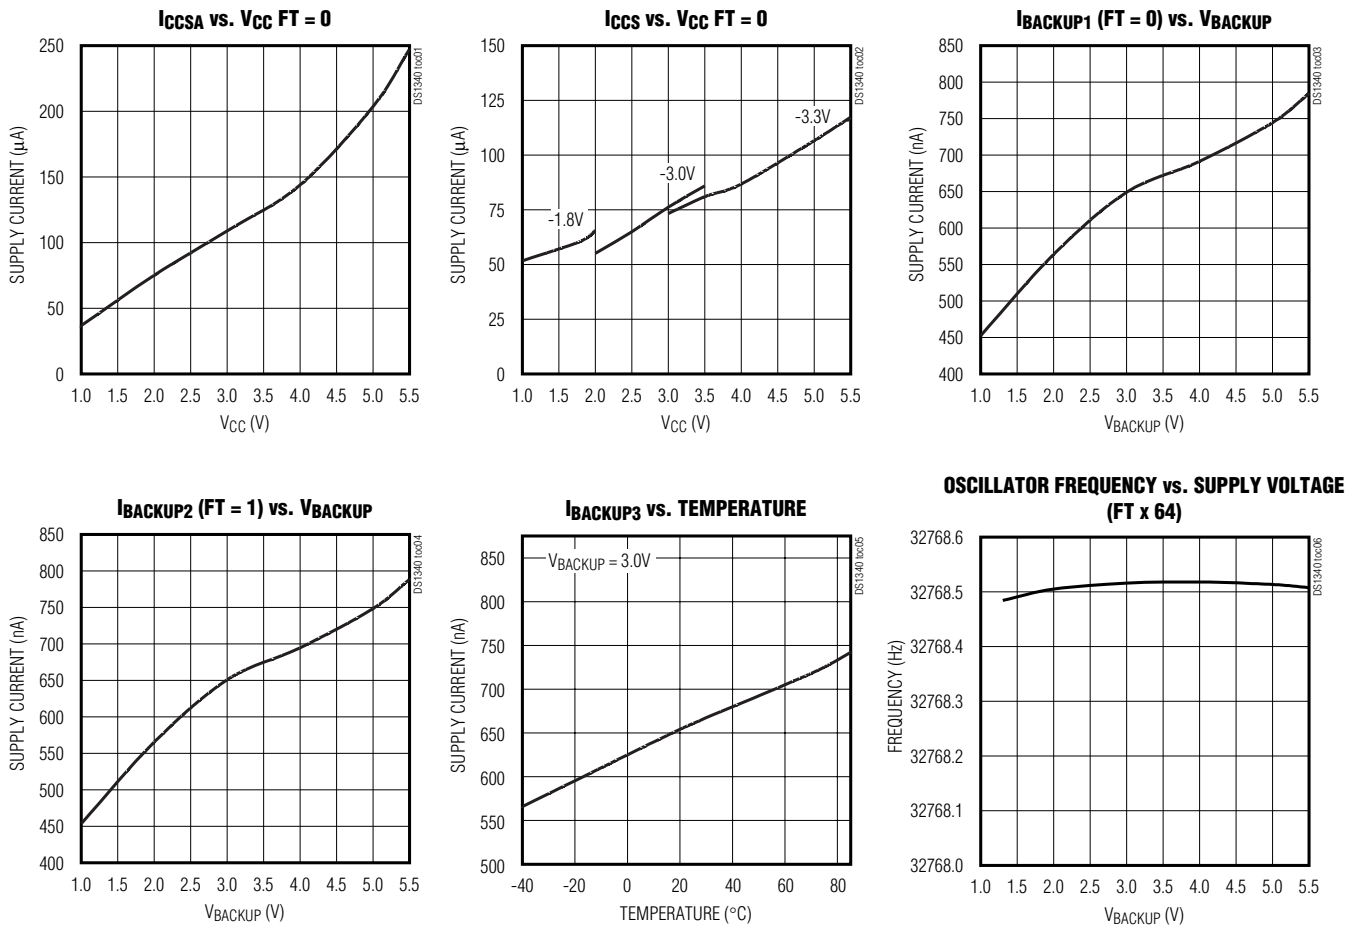 ICCSA vs. VCC FT = 0
250
200
150
100
50
0
SUPPLY CURRENT (µA)
1.0 1.5 2.0 2.5 3.0 3.5 4.0 4.5 5.0 5.5
VCC (V)
DS1340 toc01
ICCS vs. VCC FT = 0
150
125
100
75
50
25
0
SUPPLY CURRENT (µA)
-1.8V
-3.0V
-3.3V
1.0 1.5 2.0 2.5 3.0 3.5 4.0 4.5 5.0 5.5
VCC (V)
DS1340 toc02
IBACKUP1 (FT = 0) vs. VBACKUP
850
800
750
700
650
600
550
500
450
400
SUPPLY CURRENT (nA)
1.0 1.5 2.0 2.5 3.0 3.5 4.0 4.5 5.0 5.5
VBACKUP (V)
DS1340 toc03
IBACKUP2 (FT = 1) vs. VBACKUP
850
800
750
700
650
600
550
500
450
400
SUPPLY CURRENT (nA)
1.0 1.5 2.0 2.5 3.0 3.5 4.0 4.5 5.0 5.5
VBACKUP (V)
DS1340 toc04
IBACKUP3 vs. TEMPERATURE
VBACKUP = 3.0V
850
800
750
700
650
600
550
500
SUPPLY CURRENT (nA)
-40 -20 0 20 40 60 80
TEMPERATURE (°C)
DS1340 toc05
OSCILLATOR FREQUENCY vs. SUPPLY VOLTAGE
(FT x 64)
32768.6
32768.5
32768.4
32768.3
32768.2
32768.1
32768.0
FREQUENCY (Hz)
1.0 1.5 2.0 2.5 3.0 3.5 4.0 4.5 5.0 5.5
VBACKUP (V)
DS1340 toc06